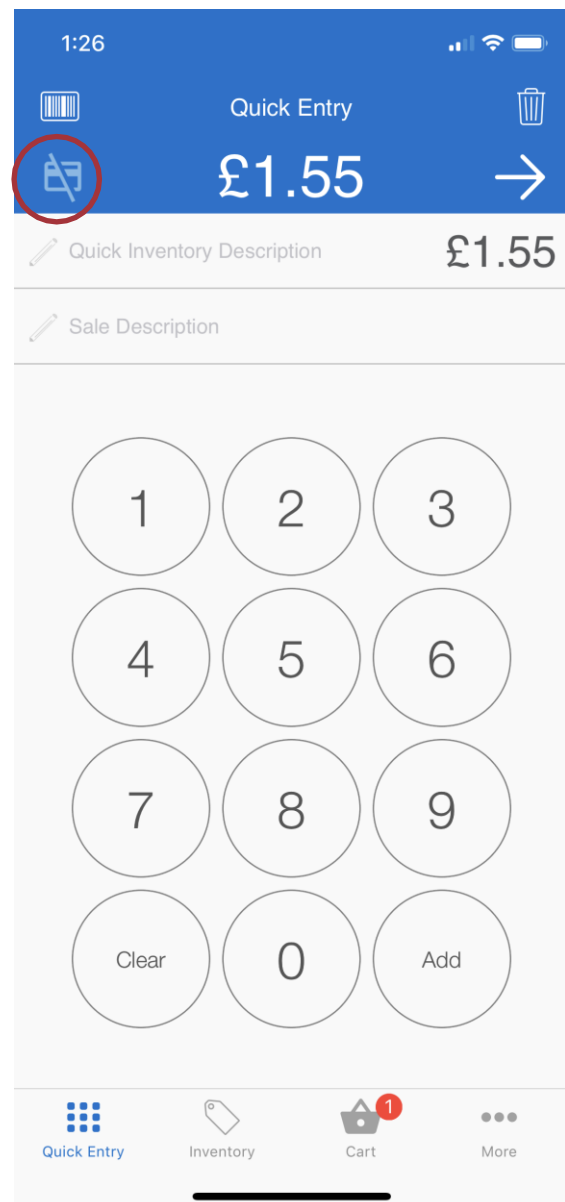 1:26
Quick Entry
£1.55
Quick Inventory Description £1.55
Sale Description
1 2 3
4 5 6
7 8 9
Clear 0 Add
1
Quick Entry Inventory Cart More